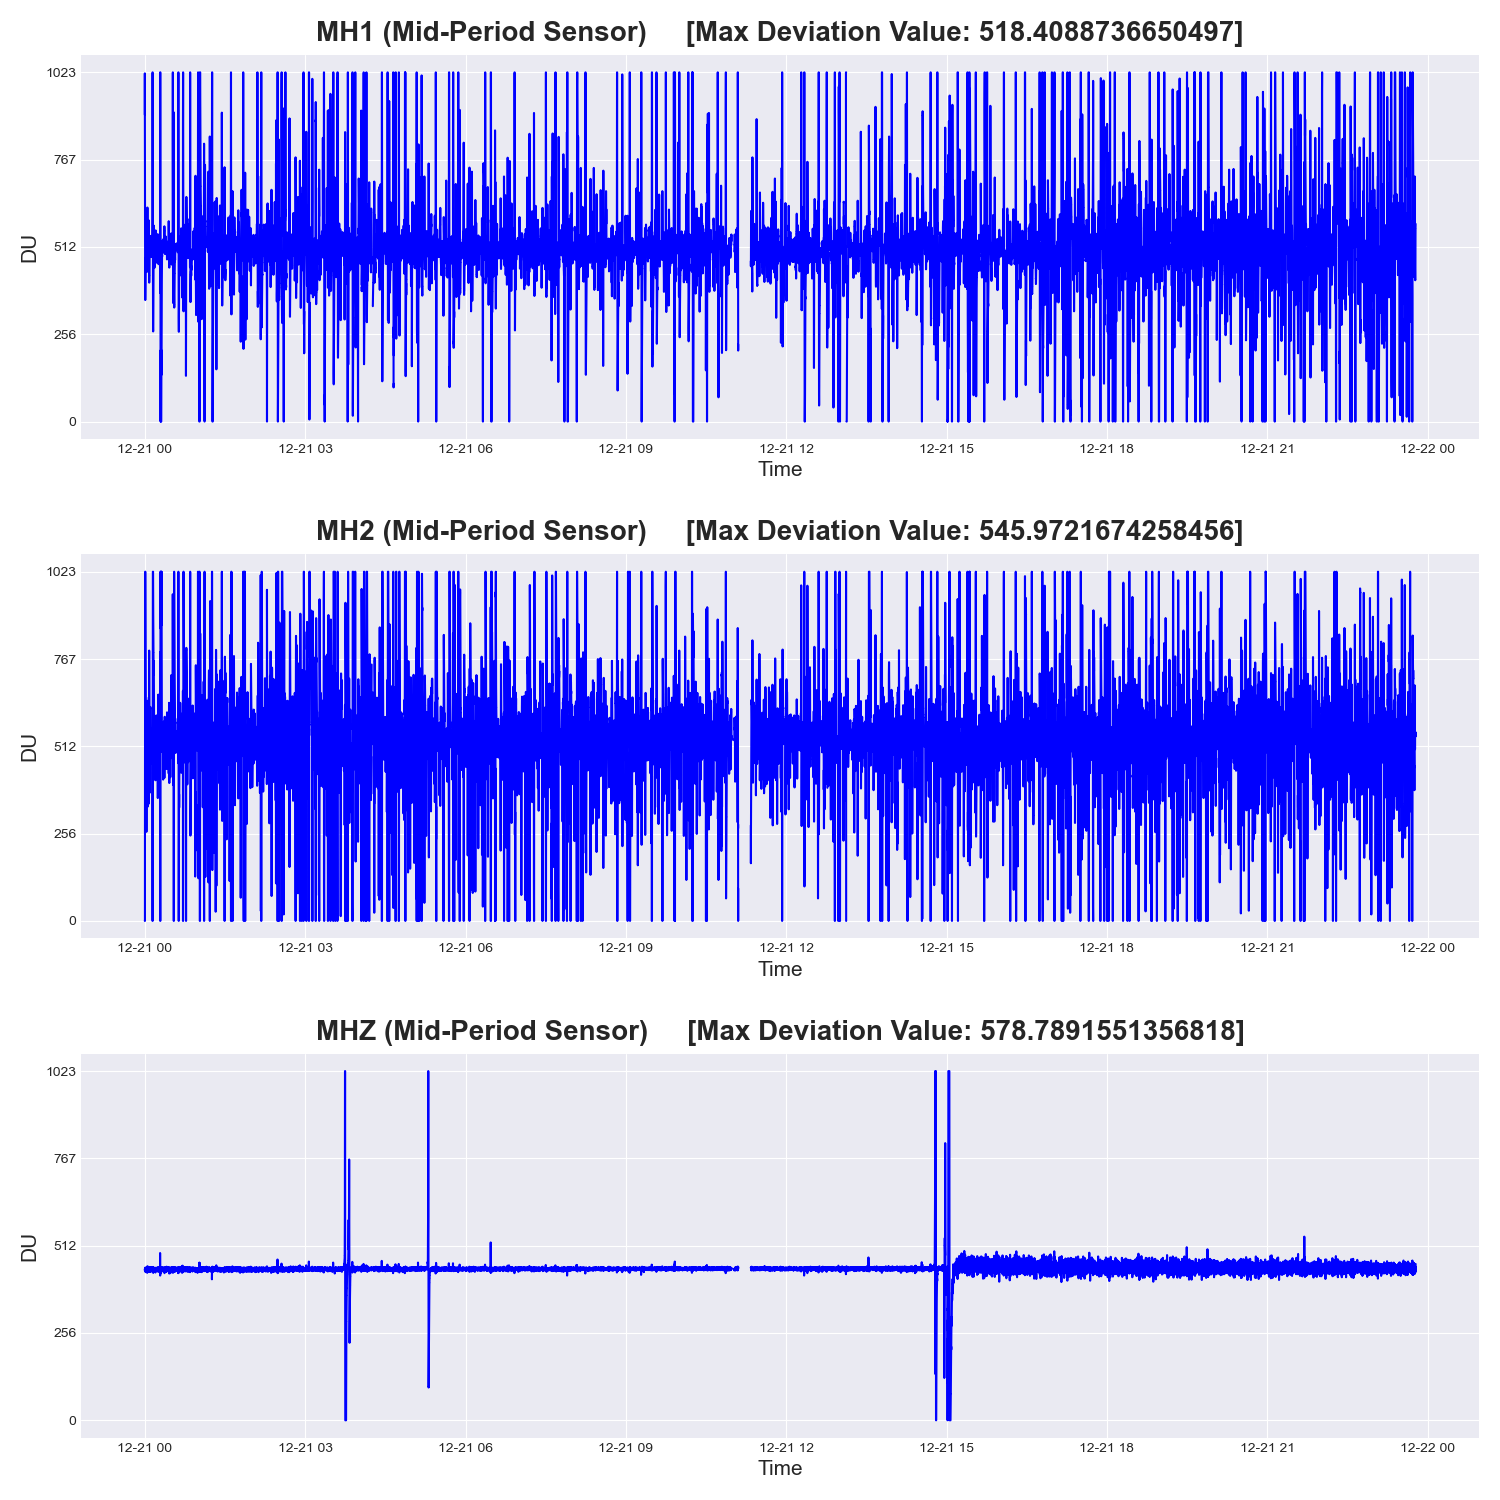 MH1 (Mid-Period Sensor) [Max Deviation Value: 518.4088736650497]
1023
767
512
256
0
DU
12-21 00 12-21 03 12-21 06 12-21 09 12-21 12 12-21 15 12-21 18 12-21 21 12-22 00
Time
MH2 (Mid-Period Sensor) [Max Deviation Value: 545.9721674258456]
1023
767
512
256
0
DU
12-21 00 12-21 03 12-21 06 12-21 09 12-21 12 12-21 15 12-21 18 12-21 21 12-22 00
Time
MHZ (Mid-Period Sensor) [Max Deviation Value: 578.7891551356818]
1023
767
512
256
0
DU
12-21 00 12-21 03 12-21 06 12-21 09 12-21 12 12-21 15 12-21 18 12-21 21 12-22 00
Time